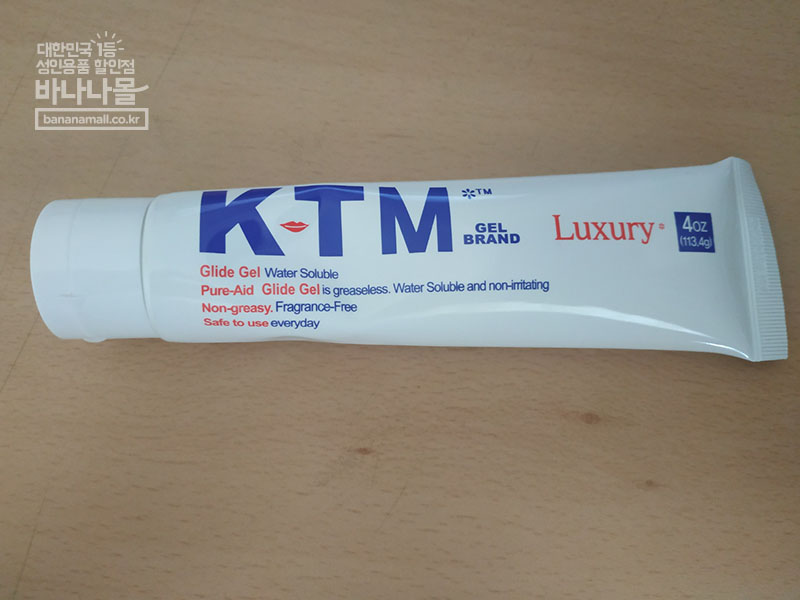 대한민국 1등
성인용품 할인점
바나나몰
bananamall.co.kr
K-TM *™
GEL
BRAND
Luxury®
4OZ
(113.4g)
Glide Gel Water Soluble
Pure-Aid Glide Gel is greaseless. Water Soluble and non-irritating
Non-greasy. Fragrance-Free
Safe to use everyday